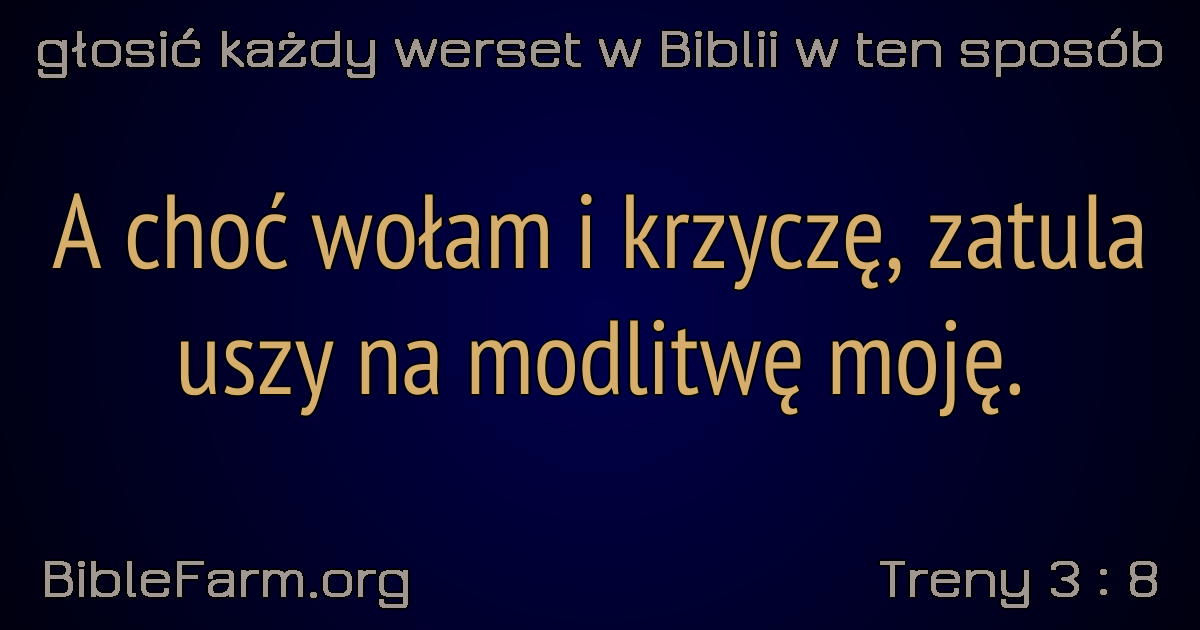 głosić każdy werset w Biblii w ten sposób
A choć wołam i krzyczę, zatula
uszy na modlitwę moję.
BibleFarm.org
Treny 3 : 8